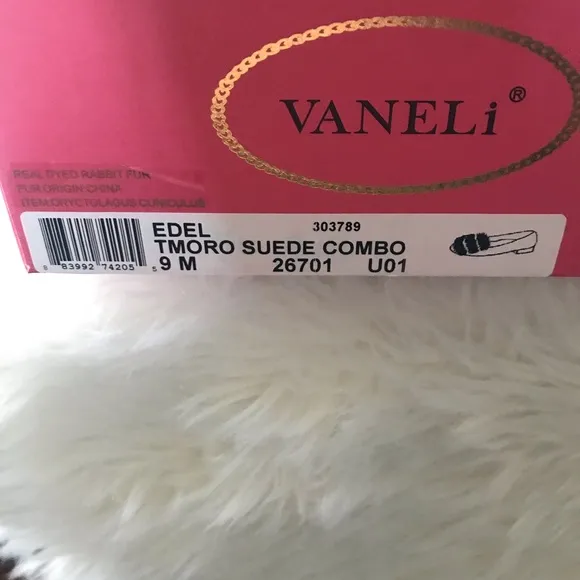 VANELi®
REAL DYED RABBIT FUR
FUR ORIGIN:CHINA
ITEM:ORYCTOLAGUS CUNICULUS
EDEL 303789
TMORO SUEDE COMBO
9 M 26701 U01
8 83992 74205 5